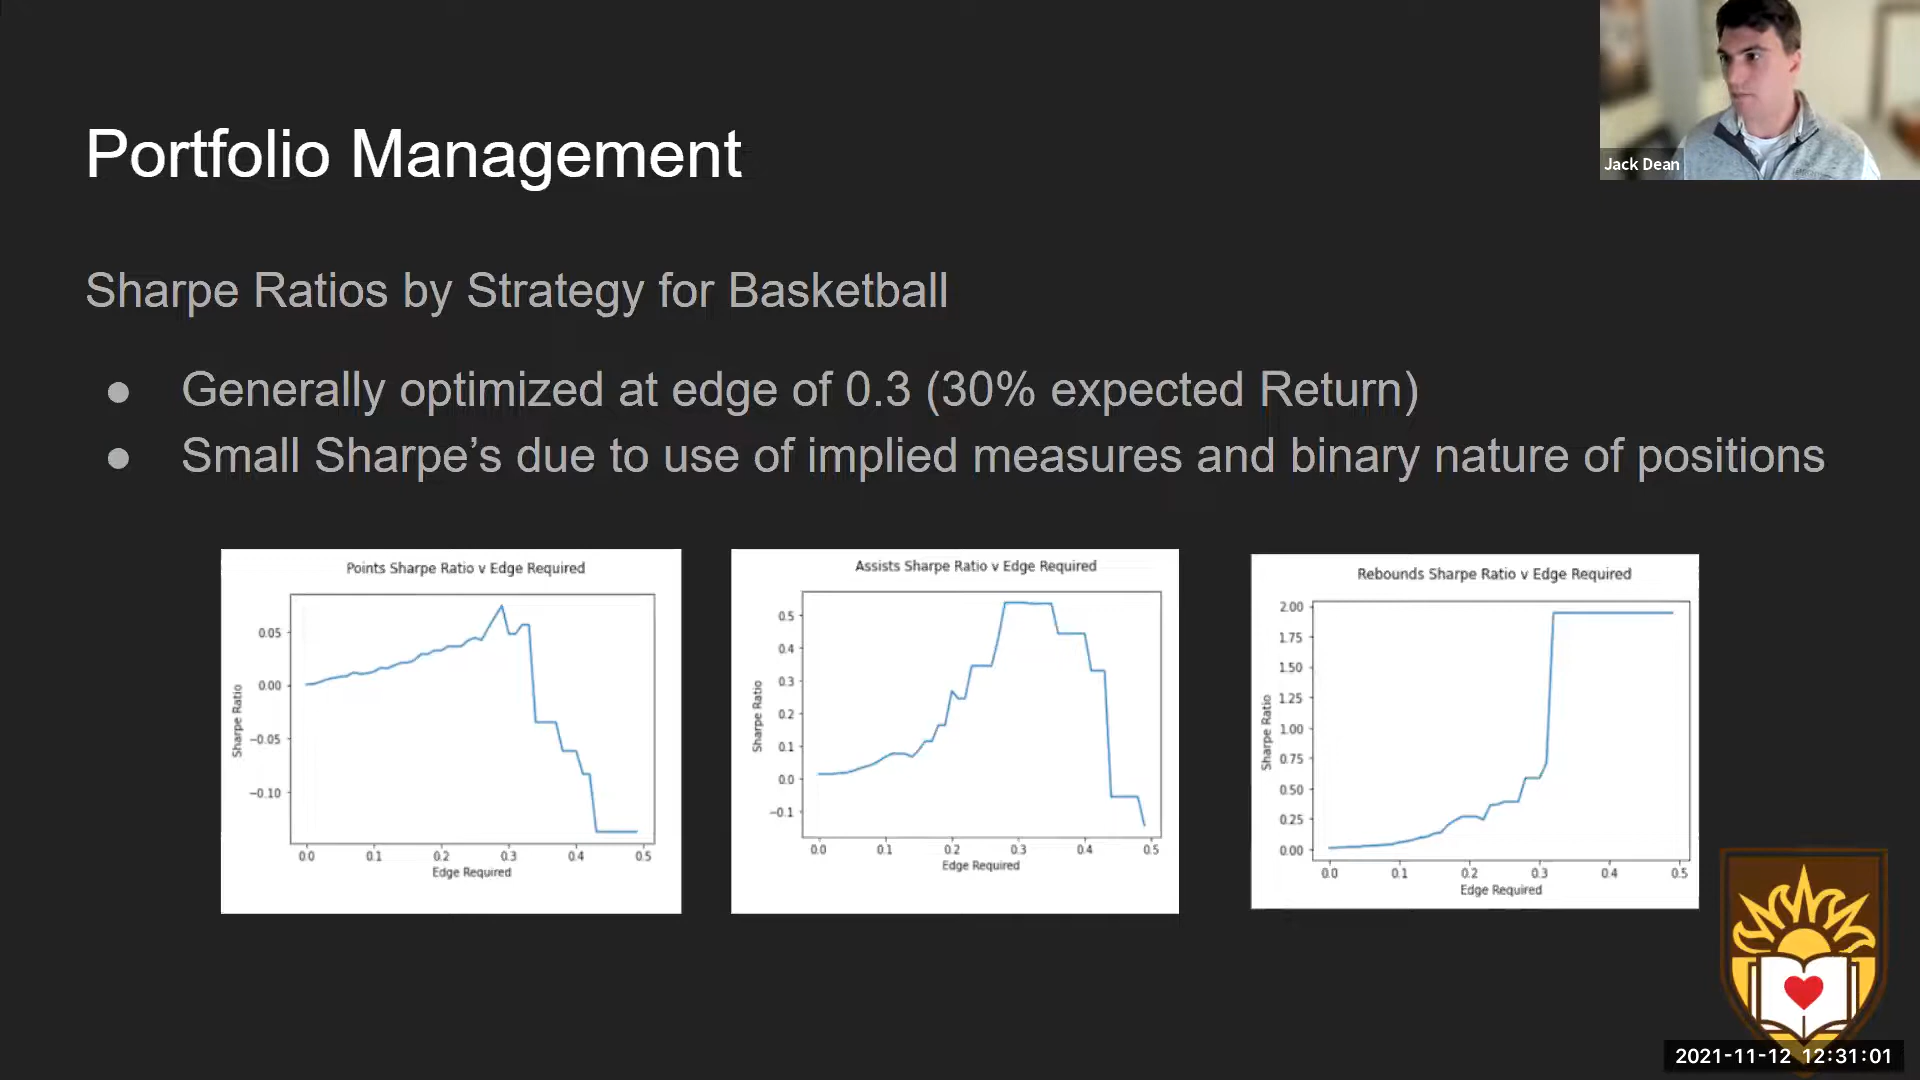 Jack Dean
Portfolio Management
Sharpe Ratios by Strategy for Basketball
● Generally optimized at edge of 0.3 (30% expected Return)
● Small Sharpe’s due to use of implied measures and binary nature of positions
Points Sharpe Ratio v Edge Required
Sharpe Ratio
0.05
0.00
−0.05
−0.10
0.0 0.1 0.2 0.3 0.4 0.5
Edge Required
Assists Sharpe Ratio v Edge Required
Sharpe Ratio
0.5
0.4
0.3
0.2
0.1
0.0
−0.1
0.0 0.1 0.2 0.3 0.4 0.5
Edge Required
Rebounds Sharpe Ratio v Edge Required
Sharpe Ratio
2.00
1.75
1.50
1.25
1.00
0.75
0.50
0.25
0.00
0.0 0.1 0.2 0.3 0.4 0.5
Edge Required
2021-11-12 12:31:01